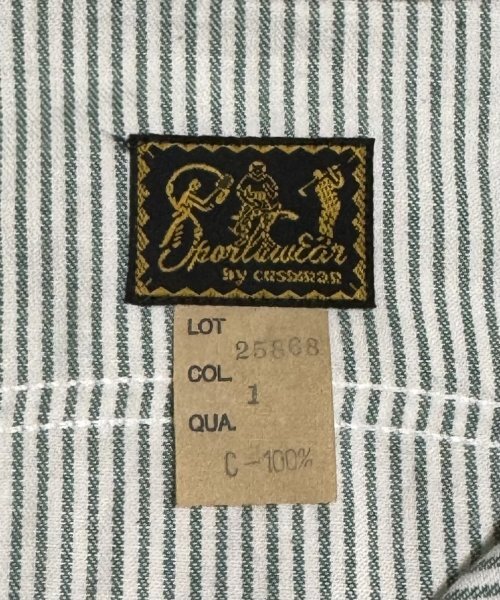 Sportswear
by CUSHMAN
LOT 25868
COL. 1
QUA.
C-100%